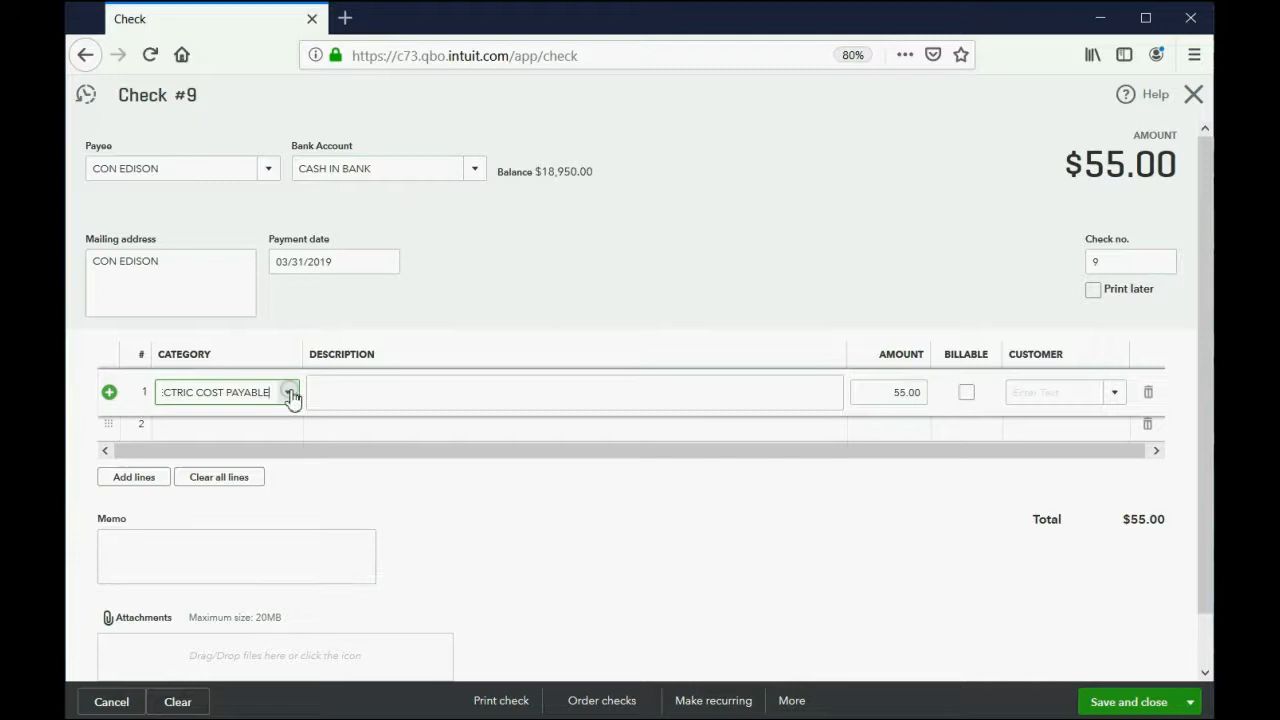 Check
https://c73.qbo.intuit.com/app/check
80%
Check #9
Help
AMOUNT
$55.00
Payee
Bank Account
CON EDISON
CASH IN BANK
Balance $18,950.00
Mailing address
Payment date
Check no.
CON EDISON
03/31/2019
9
Print later
# CATEGORY DESCRIPTION AMOUNT BILLABLE CUSTOMER
1 CTRIC COST PAYABLE 55.00 Enter Text
2
Add lines
Clear all lines
Memo
Total $55.00
Attachments Maximum size: 20MB
Drag/Drop files here or click the icon
Cancel
Clear
Print check
Order checks
Make recurring
More
Save and close